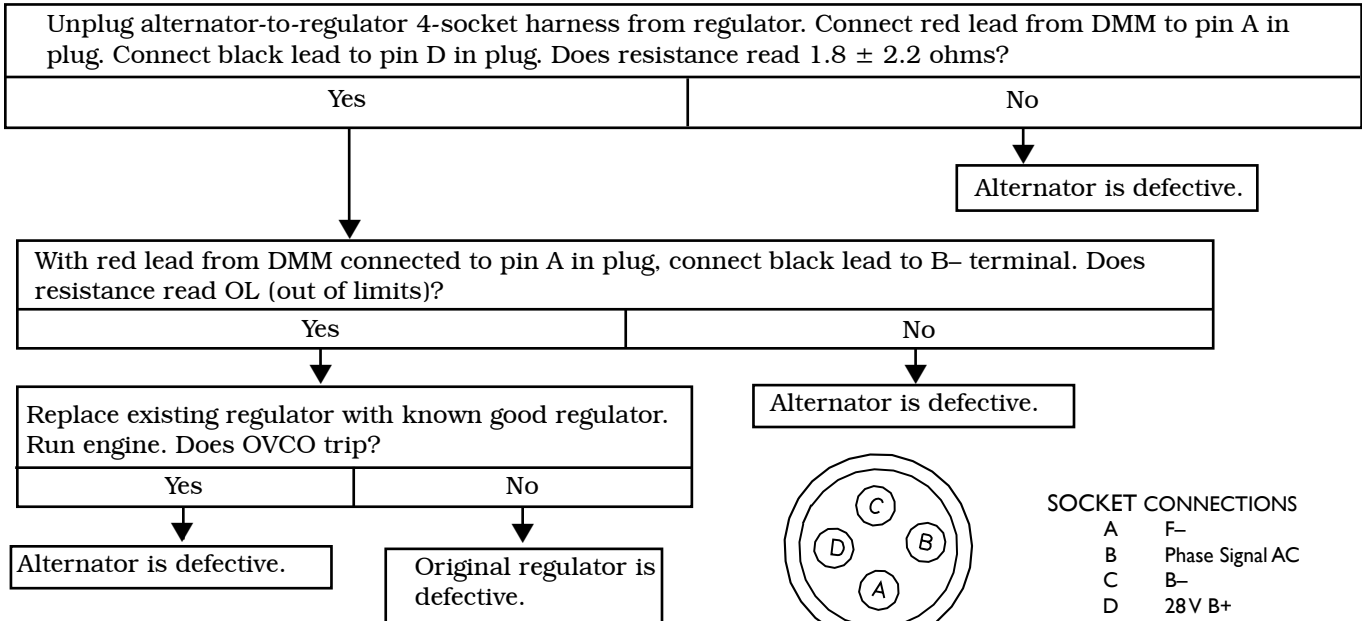 Unplug alternator-to-regulator 4-socket harness from regulator. Connect red lead from DMM to pin A in
plug. Connect black lead to pin D in plug. Does resistance read 1.8 ± 2.2 ohms?
Yes
No
Alternator is defective.
With red lead from DMM connected to pin A in plug, connect black lead to B– terminal. Does
resistance read OL (out of limits)?
Yes
No
Alternator is defective.
Replace existing regulator with known good regulator.
Run engine. Does OVCO trip?
Yes
No
Alternator is defective.
Original regulator is
defective.
C
D
B
A
SOCKET CONNECTIONS
A F–
B Phase Signal AC
C B–
D 28V B+